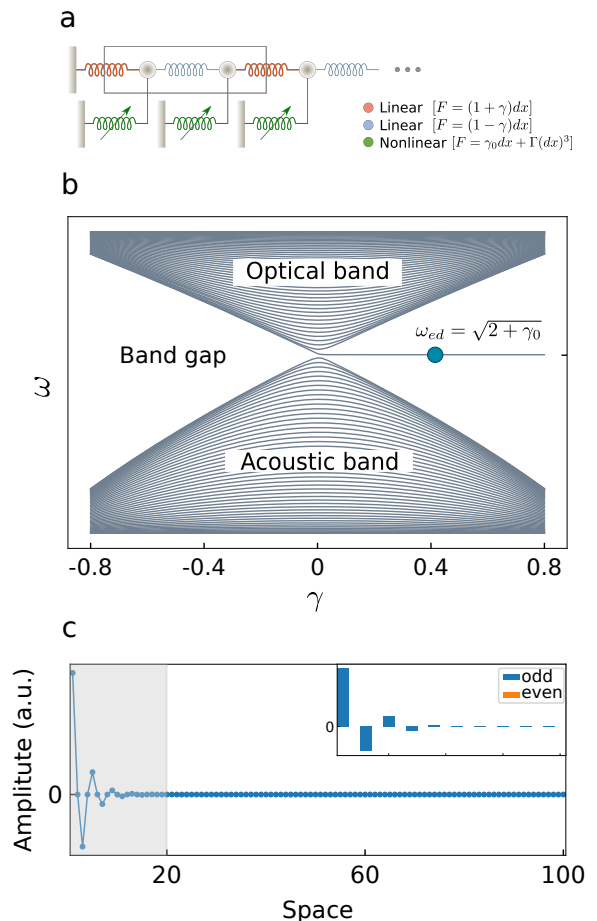 a
Linear [F = (1 + γ)dx]
Linear [F = (1 − γ)dx]
Nonlinear [F = γ₀dx + Γ(dx)³]
b
Optical band
ω_ed = √(2 + γ₀)
Band gap
ω
Acoustic band
-0.8 -0.4 0 0.4 0.8
γ
c
odd
even
0
Amplitude (a.u.)
0
20 60 100
Space